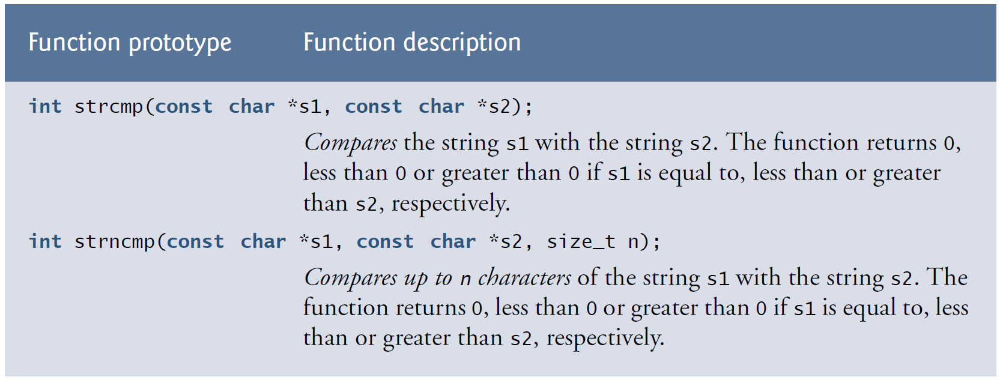 Function prototype Function description
int strcmp(const char *s1, const char *s2);
Compares the string s1 with the string s2. The function returns 0,
less than 0 or greater than 0 if s1 is equal to, less than or greater
than s2, respectively.
int strncmp(const char *s1, const char *s2, size_t n);
Compares up to n characters of the string s1 with the string s2. The
function returns 0, less than 0 or greater than 0 if s1 is equal to, less
than or greater than s2, respectively.